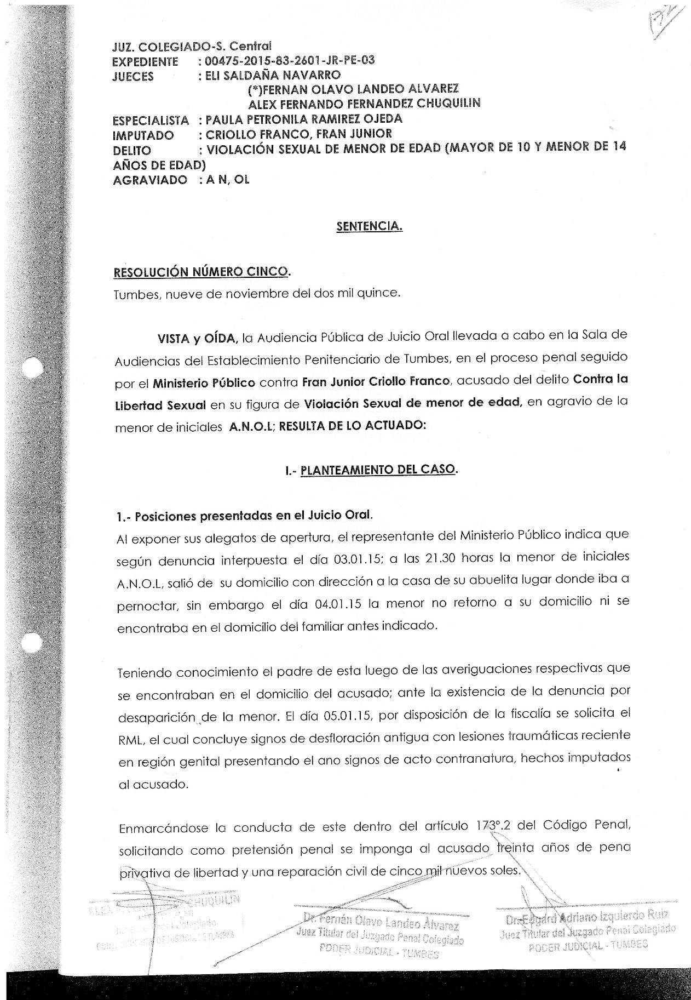 132
JUZ. COLEGIADO-S. Central
EXPEDIENTE : 00475-2015-83-2601-JR-PE-03
JUECES : ELI SALDAÑA NAVARRO
(*)FERNAN OLAVO LANDEO ALVAREZ
ALEX FERNANDO FERNANDEZ CHUQUILIN
ESPECIALISTA : PAULA PETRONILA RAMIREZ OJEDA
IMPUTADO : CRIOLLO FRANCO, FRAN JUNIOR
DELITO : VIOLACIÓN SEXUAL DE MENOR DE EDAD (MAYOR DE 10 Y MENOR DE 14
AÑOS DE EDAD)
AGRAVIADO : A N, OL
SENTENCIA.
RESOLUCIÓN NÚMERO CINCO.
Tumbes, nueve de noviembre del dos mil quince.
VISTA y OÍDA, la Audiencia Pública de Juicio Oral llevada a cabo en la Sala de
Audiencias del Establecimiento Penitenciario de Tumbes, en el proceso penal seguido
por el Ministerio Público contra Fran Junior Criollo Franco, acusado del delito Contra la
Libertad Sexual en su figura de Violación Sexual de menor de edad, en agravio de la
menor de iniciales A.N.O.L; RESULTA DE LO ACTUADO:
I.- PLANTEAMIENTO DEL CASO.
1.- Posiciones presentadas en el Juicio Oral.
Al exponer sus alegatos de apertura, el representante del Ministerio Público indica que
según denuncia interpuesta el día 03.01.15; a las 21.30 horas la menor de iniciales
A.N.O.L, salió de su domicilio con dirección a la casa de su abuelita lugar donde iba a
pernoctar, sin embargo el día 04.01.15 la menor no retorno a su domicilio ni se
encontraba en el domicilio del familiar antes indicado.
Teniendo conocimiento el padre de esta luego de las averiguaciones respectivas que
se encontraban en el domicilio del acusado; ante la existencia de la denuncia por
desaparición de la menor. El día 05.01.15, por disposición de la fiscalía se solicita el
RML, el cual concluye signos de desfloración antigua con lesiones traumáticas reciente
en región genital presentando el ano signos de acto contranatura, hechos imputados
al acusado.
Enmarcándose la conducta de este dentro del artículo 173°.2 del Código Penal,
solicitando como pretensión penal se imponga al acusado treinta años de pena
privativa de libertad y una reparación civil de cinco mil nuevos soles.
ALEX CHUQUILIN
Dr. Fernán Olavo Landeo Álvarez
Juez Titular del Juzgado Penal Colegiado
PODER JUDICIAL - TUMBES
Dr. Edgard Adriano Izquierdo Ruiz
Juez Titular del Juzgado Penal Colegiado
PODER JUDICIAL - TUMBES